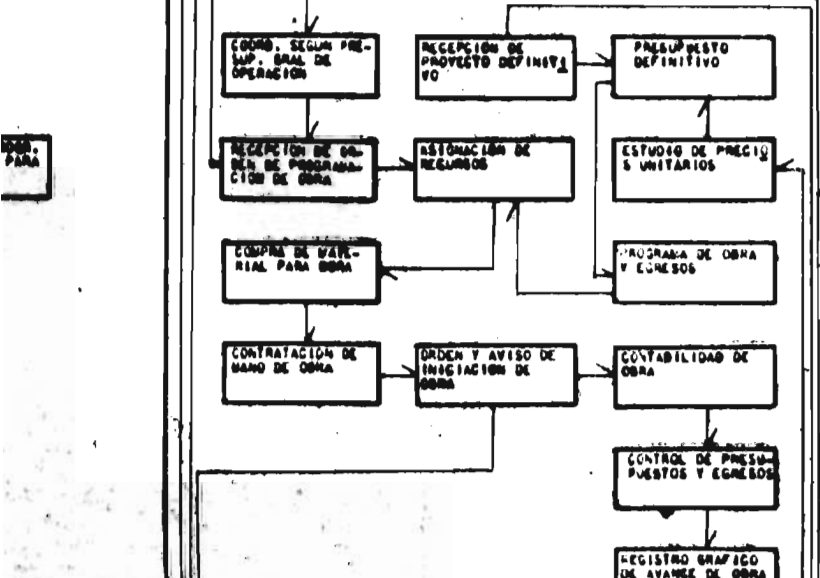 COORD. SEGUN PRE-
SUP. GRAL DE
OPERACION
RECEPCION DE
PROYECTO DEFINITI
VO
PRESUPUESTO
DEFINITIVO
PARA
RECEPCION DE OR-
DEN DE PROGRAMA-
CION DE OBRA
ASIGNACION DE
RECURSOS
ESTUDIO DE PRECIO
S UNITARIOS
COMPRA DE MATE-
RIAL PARA OBRA
PROGRAMA DE OBRA
Y EGRESOS
CONTRATACION DE
MANO DE OBRA
ORDEN Y AVISO DE
INICIACION DE
OBRA
CONTABILIDAD DE
OBRA
CONTROL DE PRESU-
PUESTOS Y EGRESOS
REGISTRO GRAFICO
DE AVANCE DE OBRA